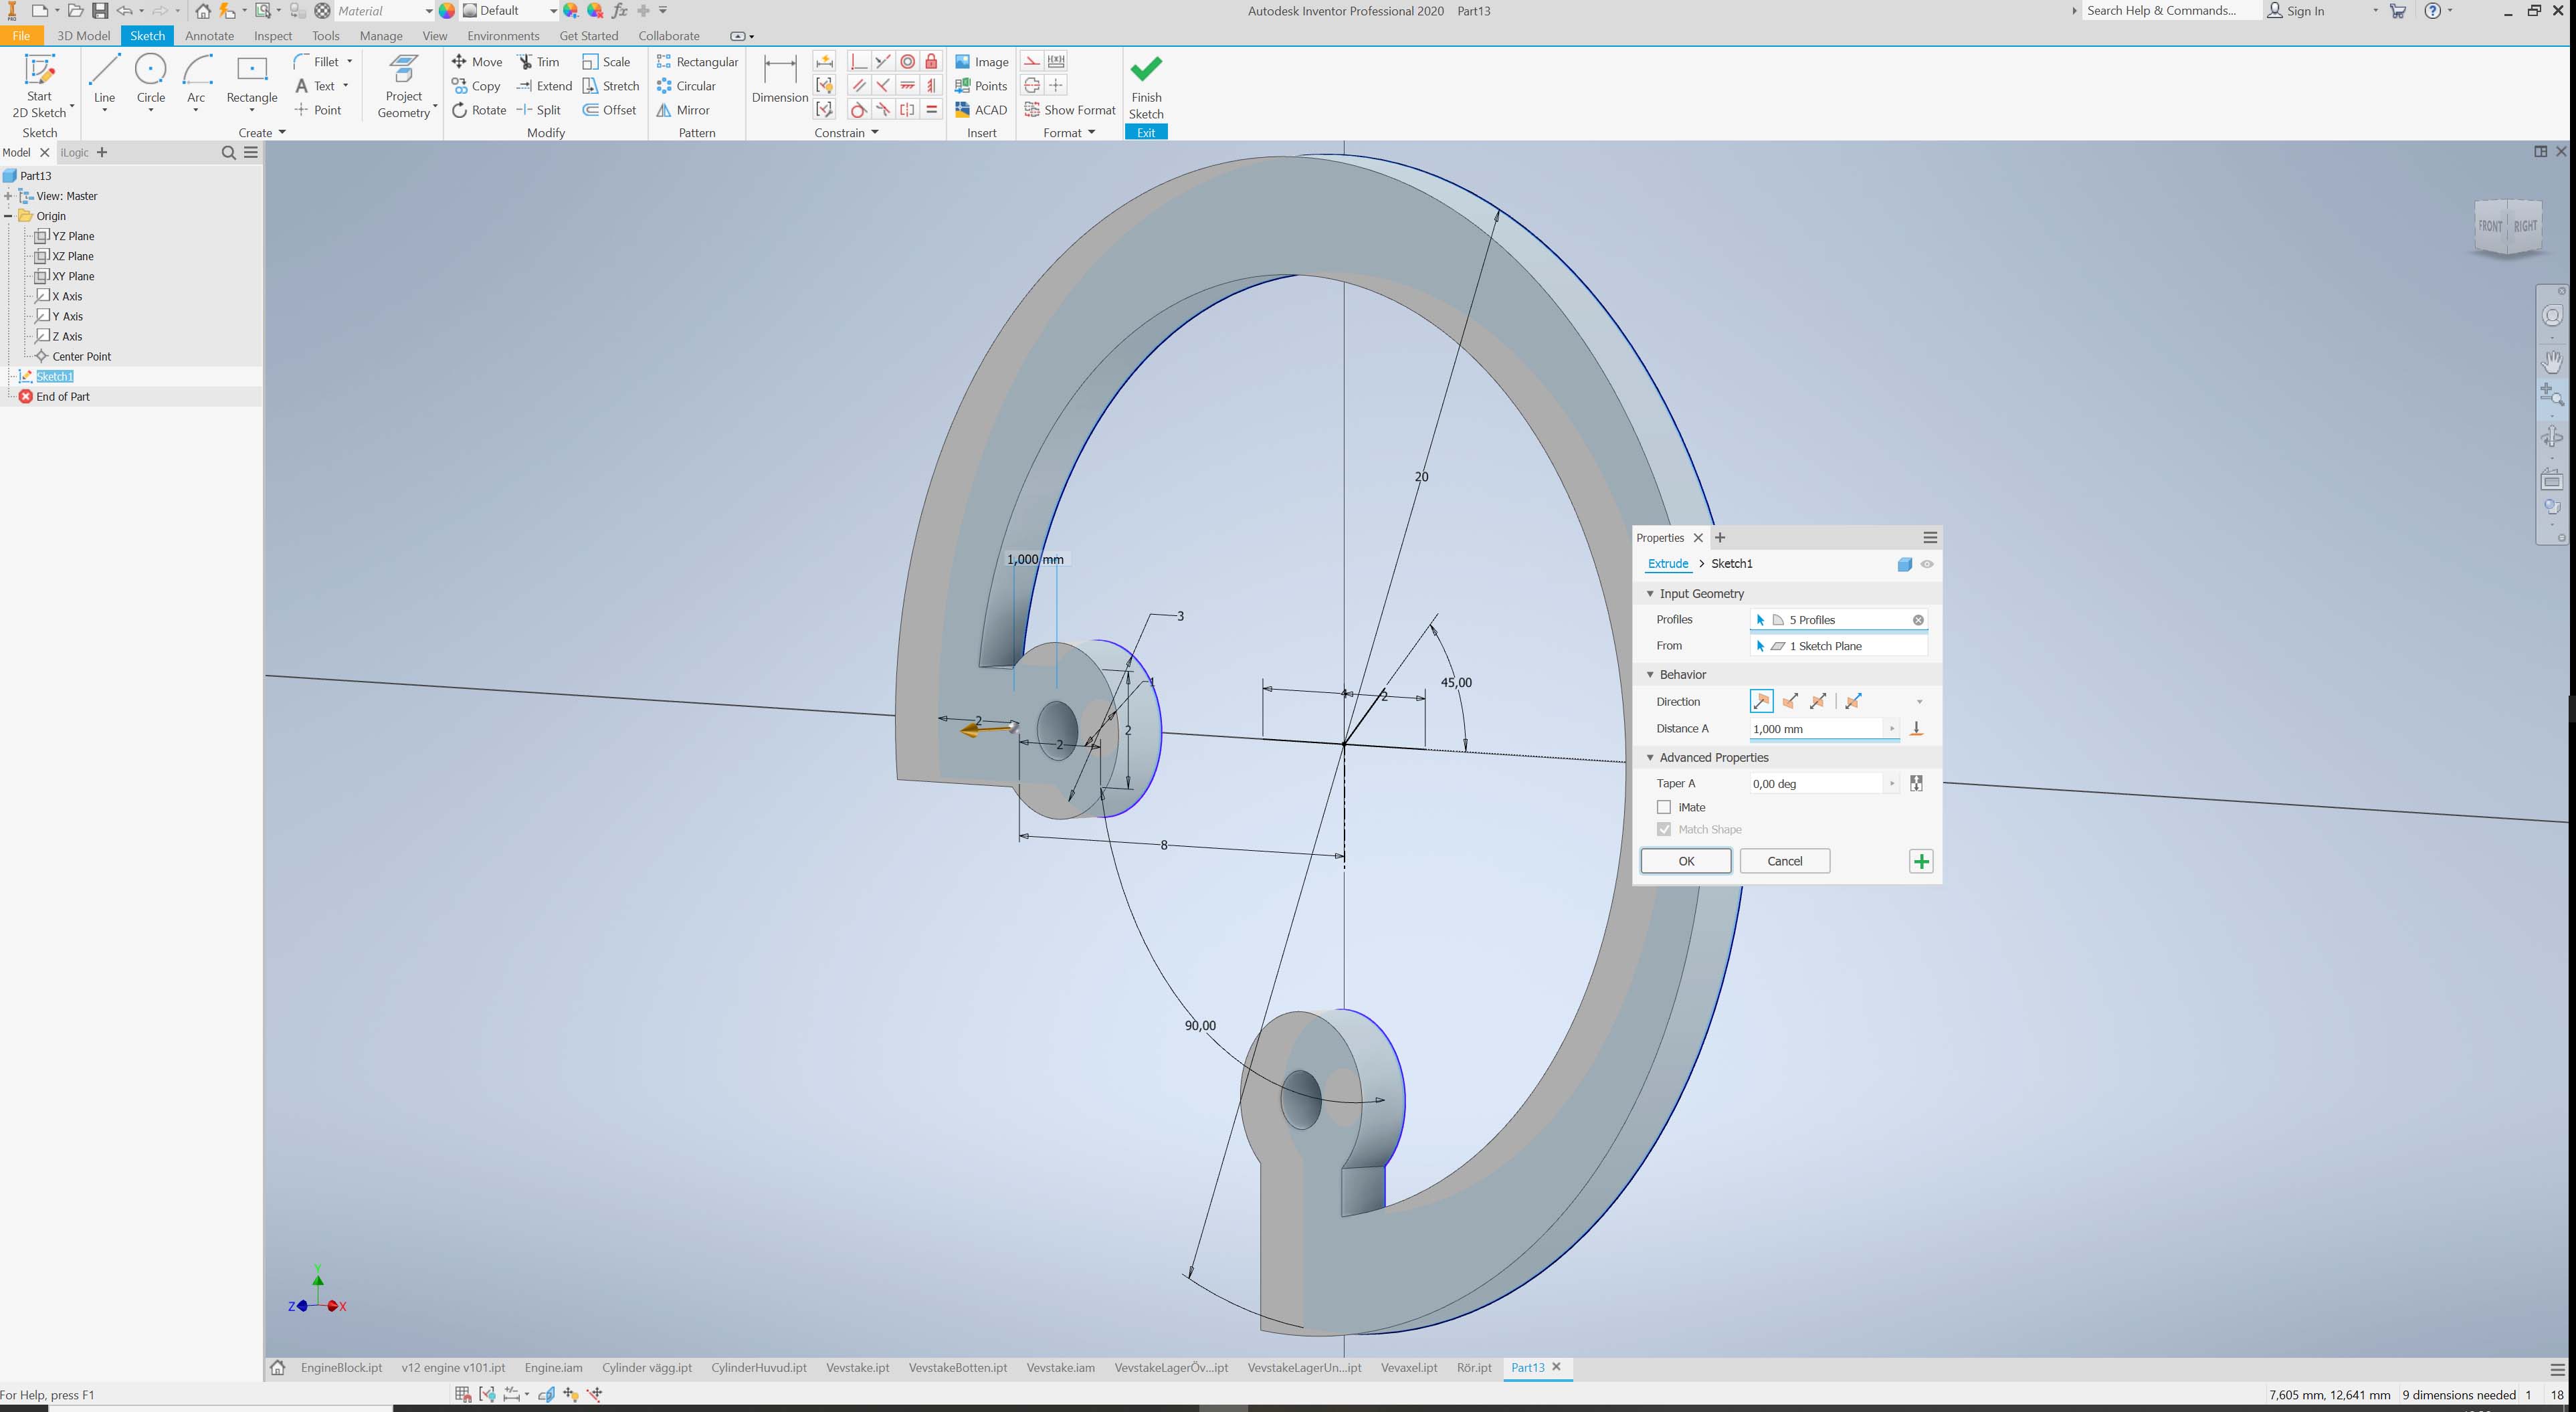 PRO
Material
Default
fx
Autodesk Inventor Professional 2020 Part13
Search Help & Commands...
Sign In
File 3D Model Sketch Annotate Inspect Tools Manage View Environments Get Started Collaborate
Start
2D Sketch
Line
Circle
Arc
Rectangle
Fillet
Text
Point
Project
Geometry
Move
Copy
Rotate
Trim
Extend
Split
Scale
Stretch
Offset
Rectangular
Circular
Mirror
Dimension
Image
Points
ACAD
Show Format
Finish
Sketch
Sketch
Create
Modify
Pattern
Constrain
Insert
Format
Exit
Model
iLogic
Part13
View: Master
Origin
YZ Plane
XZ Plane
XY Plane
X Axis
Y Axis
Z Axis
Center Point
Sketch1
End of Part
FRONT
RIGHT
20
1,000 mm
3
1
2
2
2
4
2
45,00
8
90,00
Y
Z
X
Properties
Extrude > Sketch1
Input Geometry
Profiles 5 Profiles
From 1 Sketch Plane
Behavior
Direction
Distance A 1,000 mm
Advanced Properties
Taper A 0,00 deg
iMate
Match Shape
OK
Cancel
EngineBlock.ipt v12 engine v101.ipt Engine.iam Cylinder vägg.ipt CylinderHuvud.ipt Vevstake.ipt VevstakeBotten.ipt Vevstake.iam VevstakeLagerÖv...ipt VevstakeLagerUn...ipt Vevaxel.ipt Rör.ipt Part13
For Help, press F1
7,605 mm, 12,641 mm 9 dimensions needed 1 18